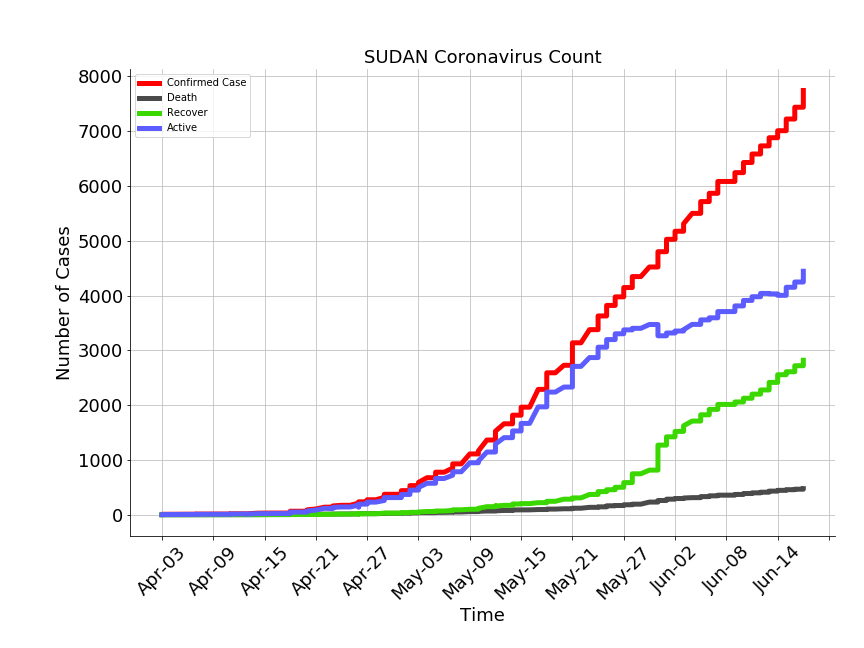 SUDAN Coronavirus Count
Confirmed Case
Death
Recover
Active
8000
7000
6000
5000
4000
3000
2000
1000
0
Number of Cases
Apr-03
Apr-09
Apr-15
Apr-21
Apr-27
May-03
May-09
May-15
May-21
May-27
Jun-02
Jun-08
Jun-14
Time